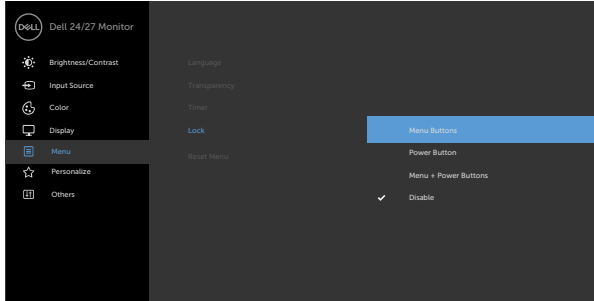 DELL
Dell 24/27 Monitor
Brightness/Contrast
Input Source
Color
Display
Menu
Personalize
Others
Language
Transparency
Timer
Lock
Reset Menu
Menu Buttons
Power Button
Menu + Power Buttons
Disable